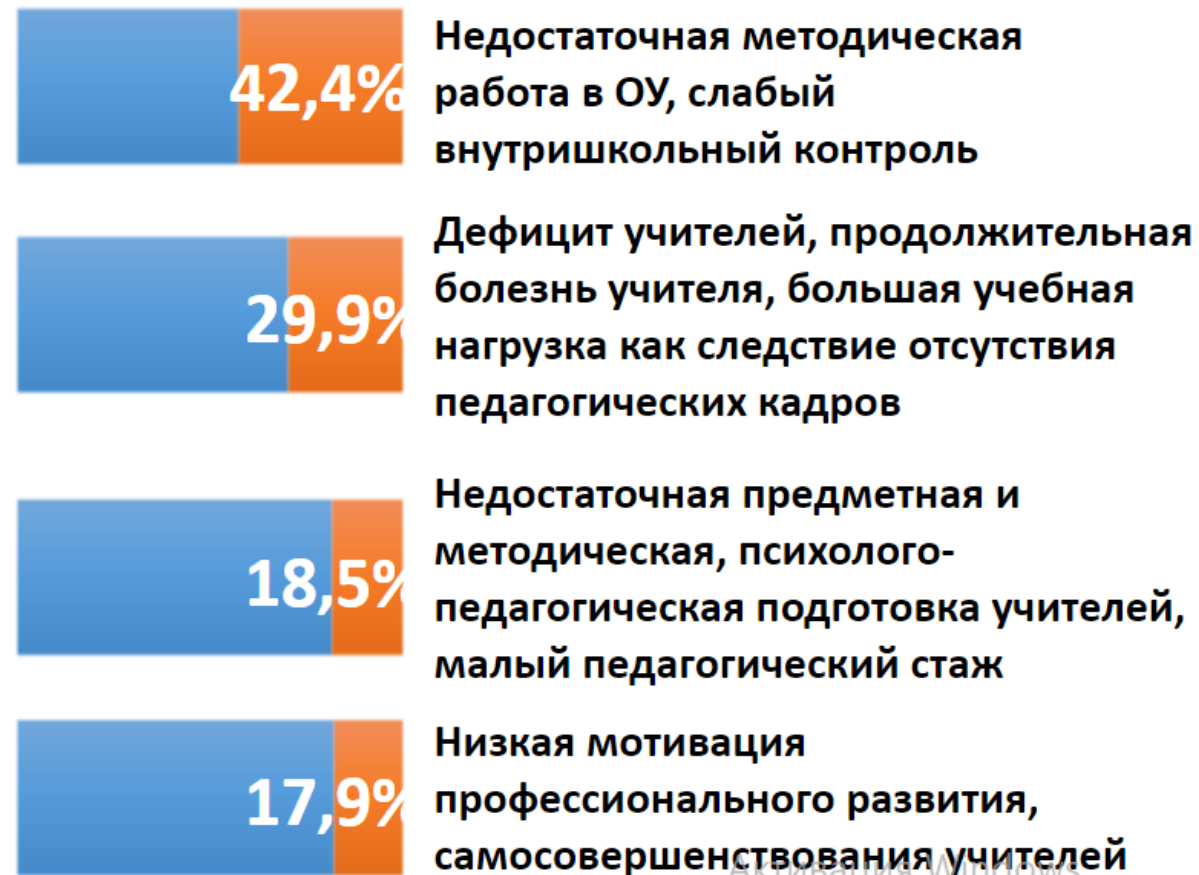 42,4%
Недостаточная методическая
работа в ОУ, слабый
внутришкольный контроль
29,9%
Дефицит учителей, продолжительная
болезнь учителя, большая учебная
нагрузка как следствие отсутствия
педагогических кадров
18,5%
Недостаточная предметная и
методическая, психолого-
педагогическая подготовка учителей,
малый педагогический стаж
17,9%
Низкая мотивация
профессионального развития,
самосовершенствования учителей
Активация Windows